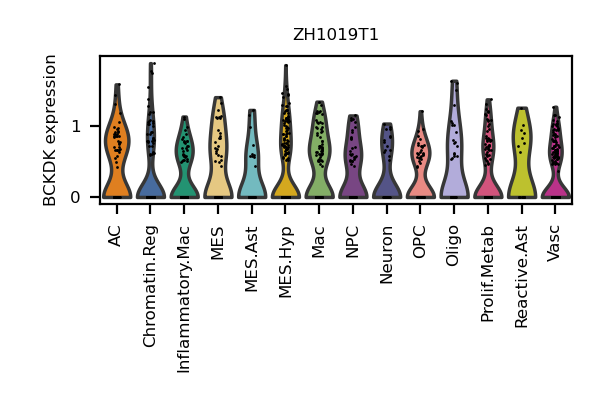 ZH1019T1
BCKDK expression
1
0
AC
Chromatin.Reg
Inflammatory.Mac
MES
MES.Ast
MES.Hyp
Mac
NPC
Neuron
OPC
Oligo
Prolif.Metab
Reactive.Ast
Vasc